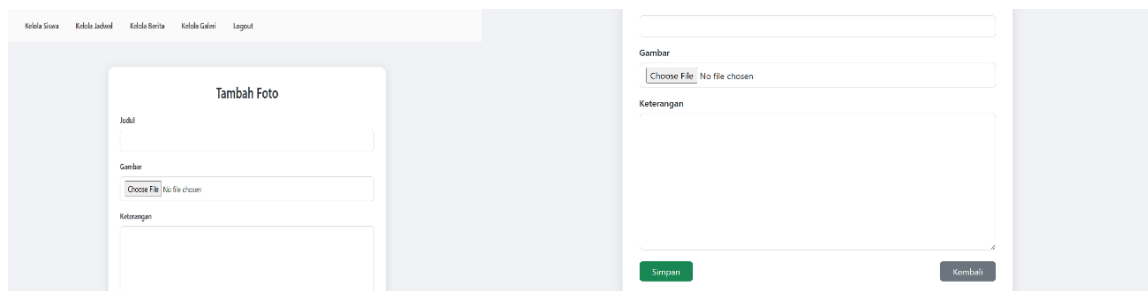 Kelola Siswa Kelola Jadwal Kelola Berita Kelola Galeri Logout
Tambah Foto
Judul
Gambar
Choose File No file chosen
Keterangan
Gambar
Choose File No file chosen
Keterangan
Simpan Kembali